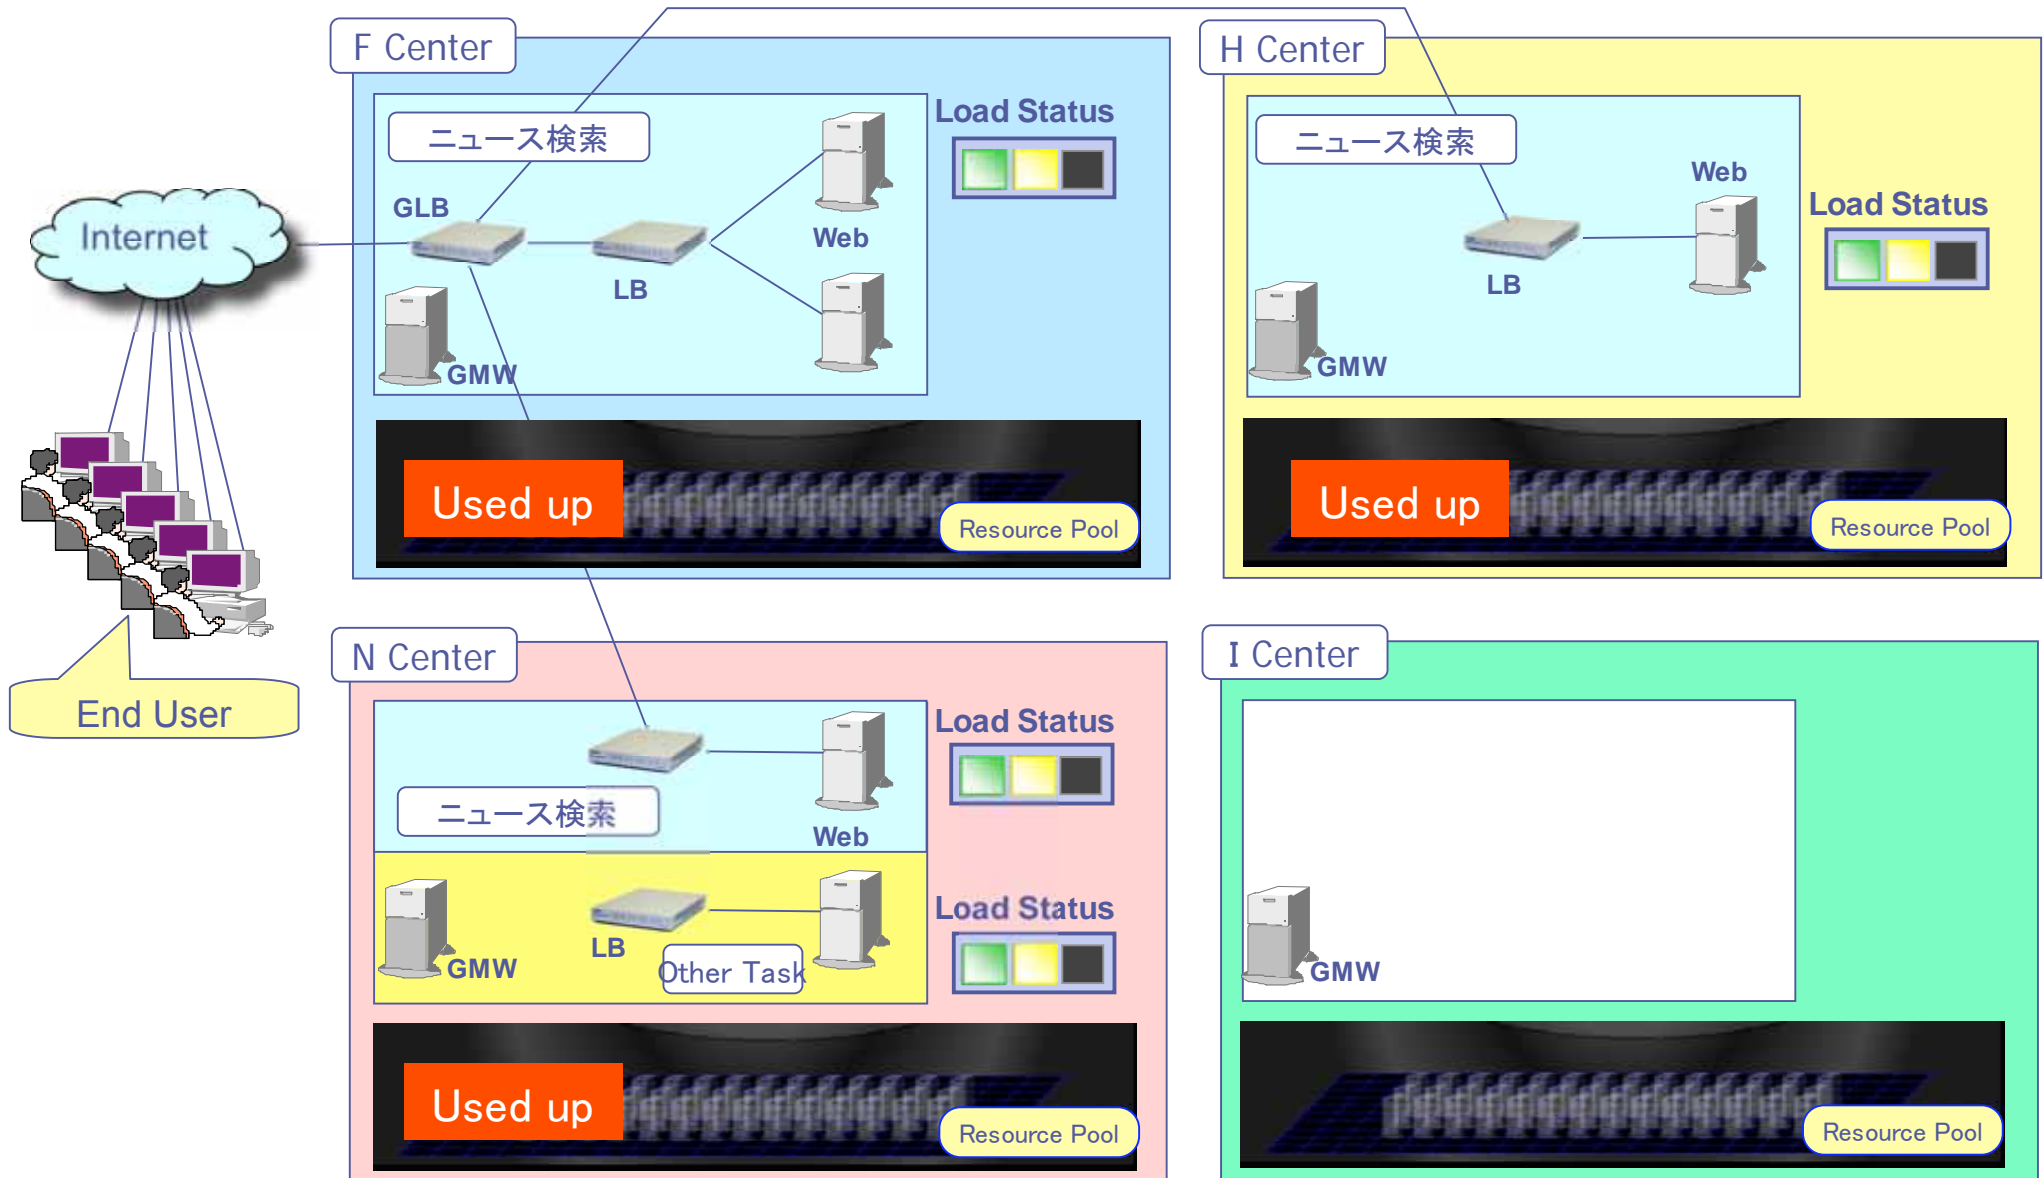 F Center
ニュース検索
Load Status
GLB
Web
LB
GMW
Used up
Resource Pool
H Center
ニュース検索
Web
Load Status
LB
GMW
Used up
Resource Pool
Internet
End User
N Center
Load Status
ニュース検索
Web
Load Status
LB
GMW
Other Task
Used up
Resource Pool
I Center
GMW
Resource Pool